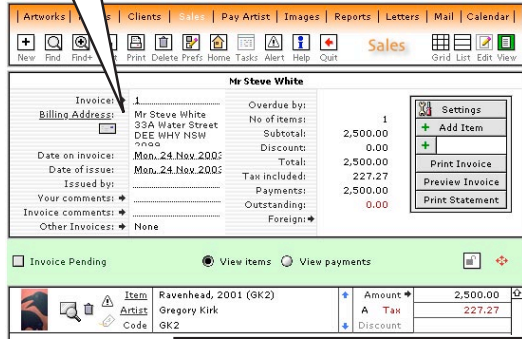 Artworks | | Clients | Sales | Pay Artist | Images | Reports | Letters | Mail | Calendar |
New Find Find+ Print Delete Prefs Home Tasks Alert Help Quit Sales Grid List Edit View
Mr Steve White
Invoice: 1
Billing Address: Mr Steve White
33A Water Street
DEE WHY NSW
2099
Date on invoice: Mon, 24 Nov 2003
Date of issue: Mon, 24 Nov 2003
Issued by:
Your comments:
Invoice comments:
Other Invoices: None
Overdue by:
No of items: 1
Subtotal: 2,500.00
Discount: 0.00
Total: 2,500.00
Tax included: 227.27
Payments: 2,500.00
Outstanding: 0.00
Foreign:
Settings
+ Add Item
+
Print Invoice
Preview Invoice
Print Statement
Invoice Pending View items View payments
Item Ravenhead, 2001 (GK2) Amount 2,500.00
Artist Gregory Kirk A Tax 227.27
Code GK2 Discount